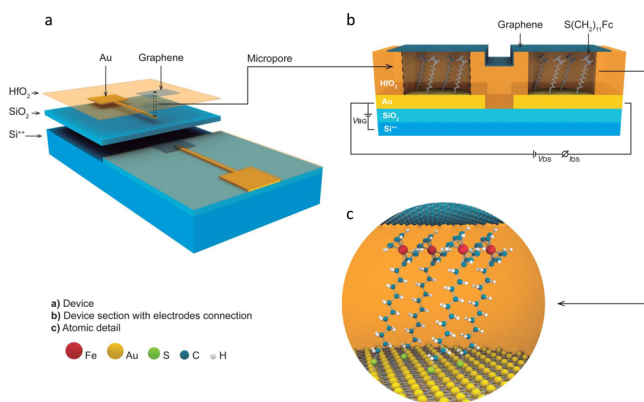 a
Au
Graphene
Micropore
HfO₂
SiO₂
Si⁺⁺
b
Graphene
S(CH₂)₁₁Fc
HfO₂
Au
SiO₂
Si⁺⁺
VBG
VDS
IDS
c
a) Device
b) Device section with electrodes connection
c) Atomic detail
Fe
Au
S
C
H